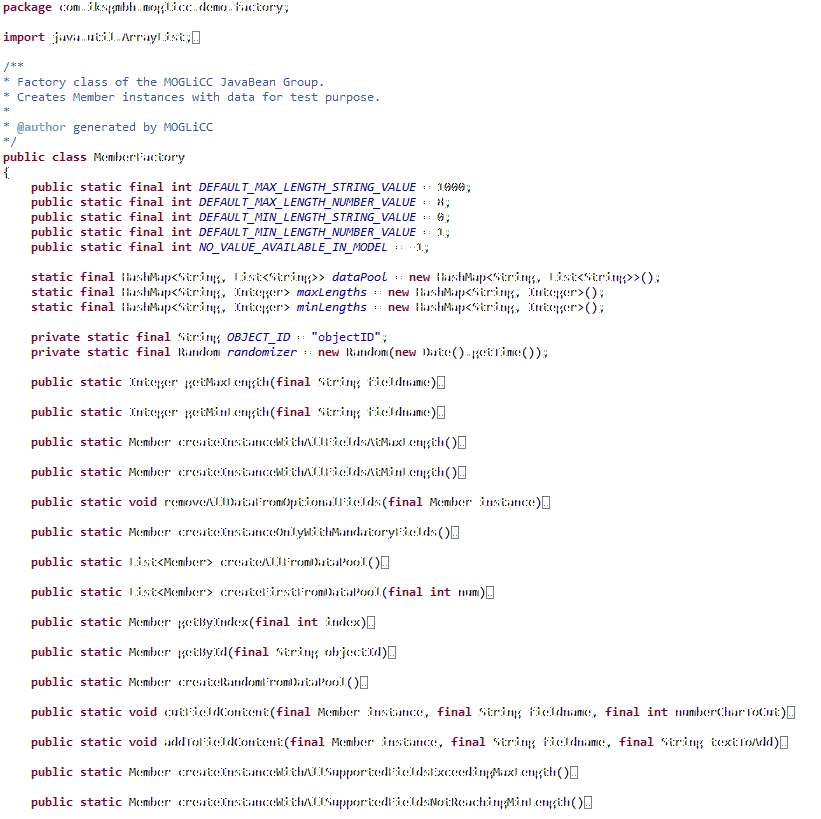 package com.iksgmbh.moglicc.demo.factory;
import java.util.ArrayList;
/**
* Factory class of the MOGLiCC JavaBean Group.
* Creates Member instances with data for test purpose.
*
* @author generated by MOGLiCC
*/
public class MemberFactory
{
public static final int DEFAULT_MAX_LENGTH_STRING_VALUE = 1000;
public static final int DEFAULT_MAX_LENGTH_NUMBER_VALUE = 8;
public static final int DEFAULT_MIN_LENGTH_STRING_VALUE = 0;
public static final int DEFAULT_MIN_LENGTH_NUMBER_VALUE = 1;
public static final int NO_VALUE_AVAILABLE_IN_MODEL = -1;
static final HashMap<String, List<String>> dataPool = new HashMap<String, List<String>>();
static final HashMap<String, Integer> maxLengths = new HashMap<String, Integer>();
static final HashMap<String, Integer> minLengths = new HashMap<String, Integer>();
private static final String OBJECT_ID = "objectID";
private static final Random randomizer = new Random(new Date().getTime());
public static Integer getMaxLength(final String fieldname)
public static Integer getMinLength(final String fieldname)
public static Member createInstanceWithAllFieldsAtMaxLength()
public static Member createInstanceWithAllFieldsAtMinLength()
public static void removeAllDataFromOptionalFields(final Member instance)
public static Member createInstanceOnlyWithMandatoryFields()
public static List<Member> createAllFromDataPool()
public static List<Member> createFirstFromDataPool(final int num)
public static Member getByIndex(final int index)
public static Member getById(final String objectId)
public static Member createRandomFromDataPool()
public static void cutFieldContent(final Member instance, final String fieldname, final int numberCharToCut)
public static void addToFieldContent(final Member instance, final String fieldname, final String textToAdd)
public static Member createInstanceWithAllSupportedFieldsExceedingMaxLength()
public static Member createInstanceWithAllSupportedFieldsNotReachingMinLength()